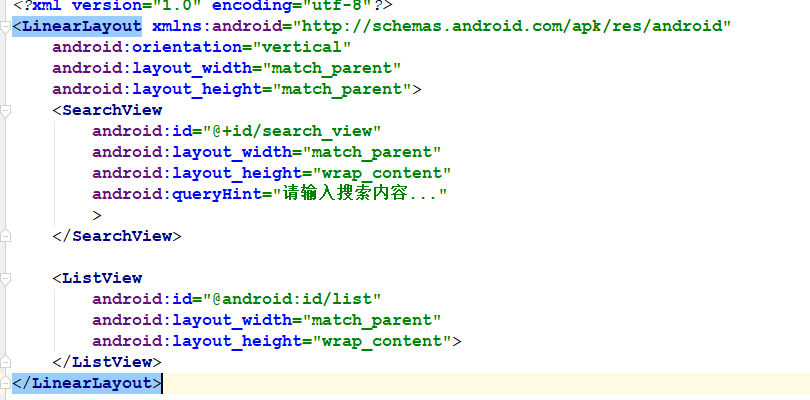 <?xml version="1.0" encoding="utf-8"?>
<LinearLayout xmlns:android="http://schemas.android.com/apk/res/android"
    android:orientation="vertical"
    android:layout_width="match_parent"
    android:layout_height="match_parent">
    <SearchView
        android:id="@+id/search_view"
        android:layout_width="match_parent"
        android:layout_height="wrap_content"
        android:queryHint="请输入搜索内容..."
        >
    </SearchView>

    <ListView
        android:id="@android:id/list"
        android:layout_width="match_parent"
        android:layout_height="wrap_content">
    </ListView>
</LinearLayout>